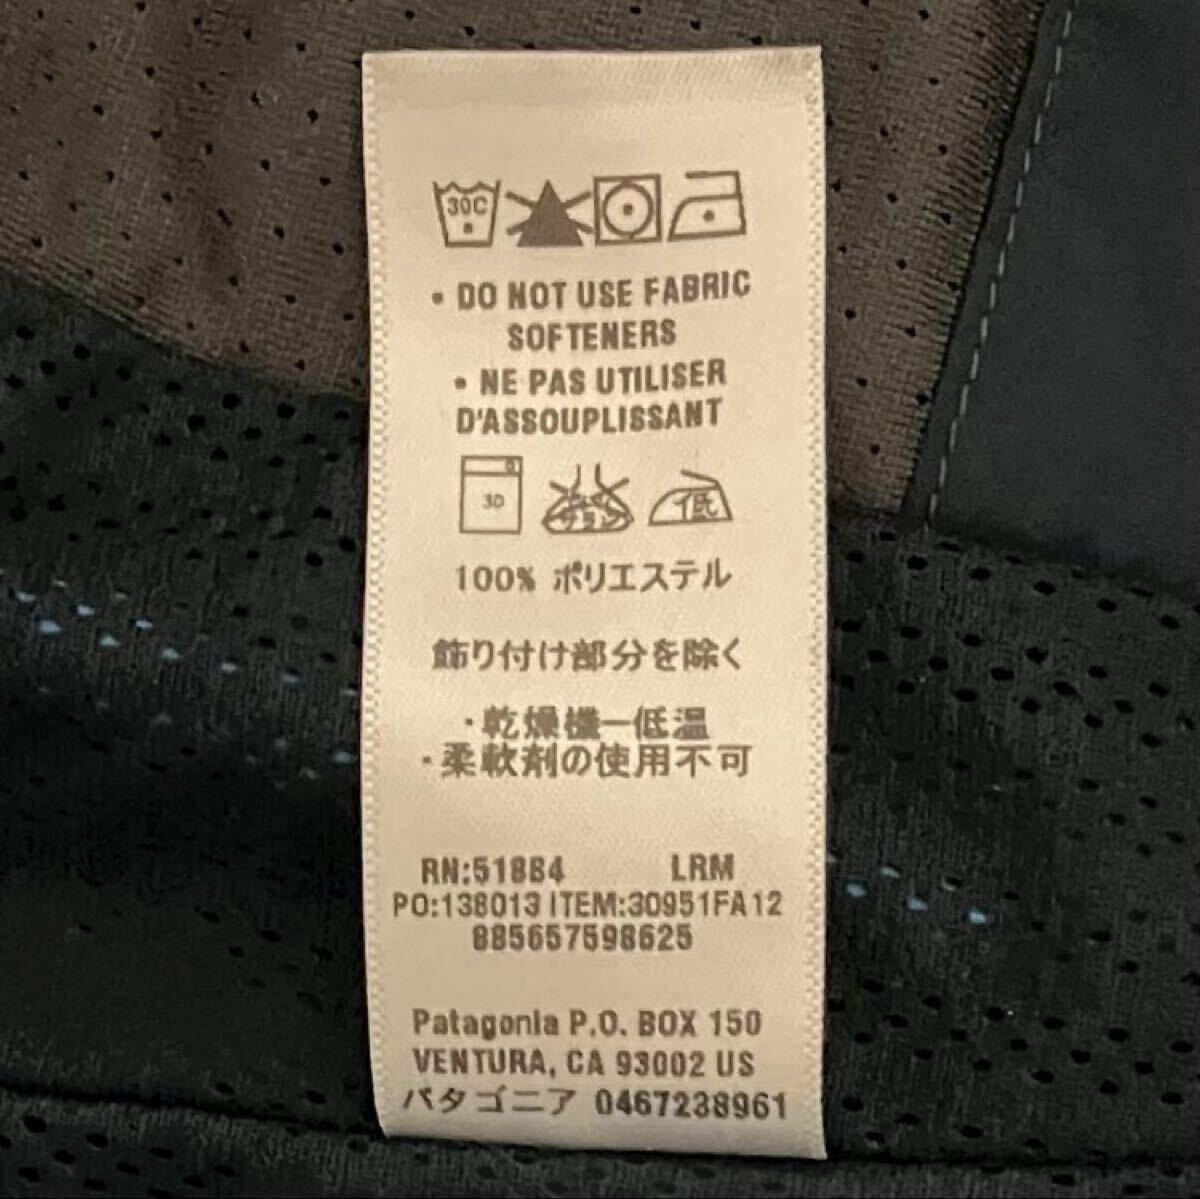 30C
• DO NOT USE FABRIC
SOFTENERS
• NE PAS UTILISER
D'ASSOUPLISSANT
30 低
100% ポリエステル
飾り付け部分を除く
・乾燥機ー低温
・柔軟剤の使用不可
RN:51884 LRM
PO:138013 ITEM:30951FA12
885657598625
Patagonia P.O. BOX 150
VENTURA, CA 93002 US
パタゴニア 0467238961